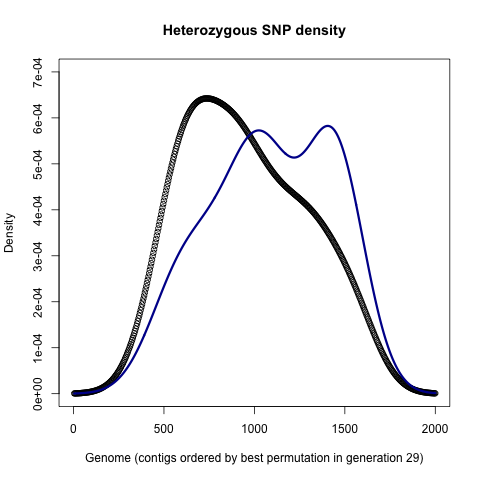 Heterozygous SNP density
7e-04
6e-04
5e-04
4e-04
3e-04
2e-04
1e-04
0e+00
Density
0 500 1000 1500 2000
Genome (contigs ordered by best permutation in generation 29)